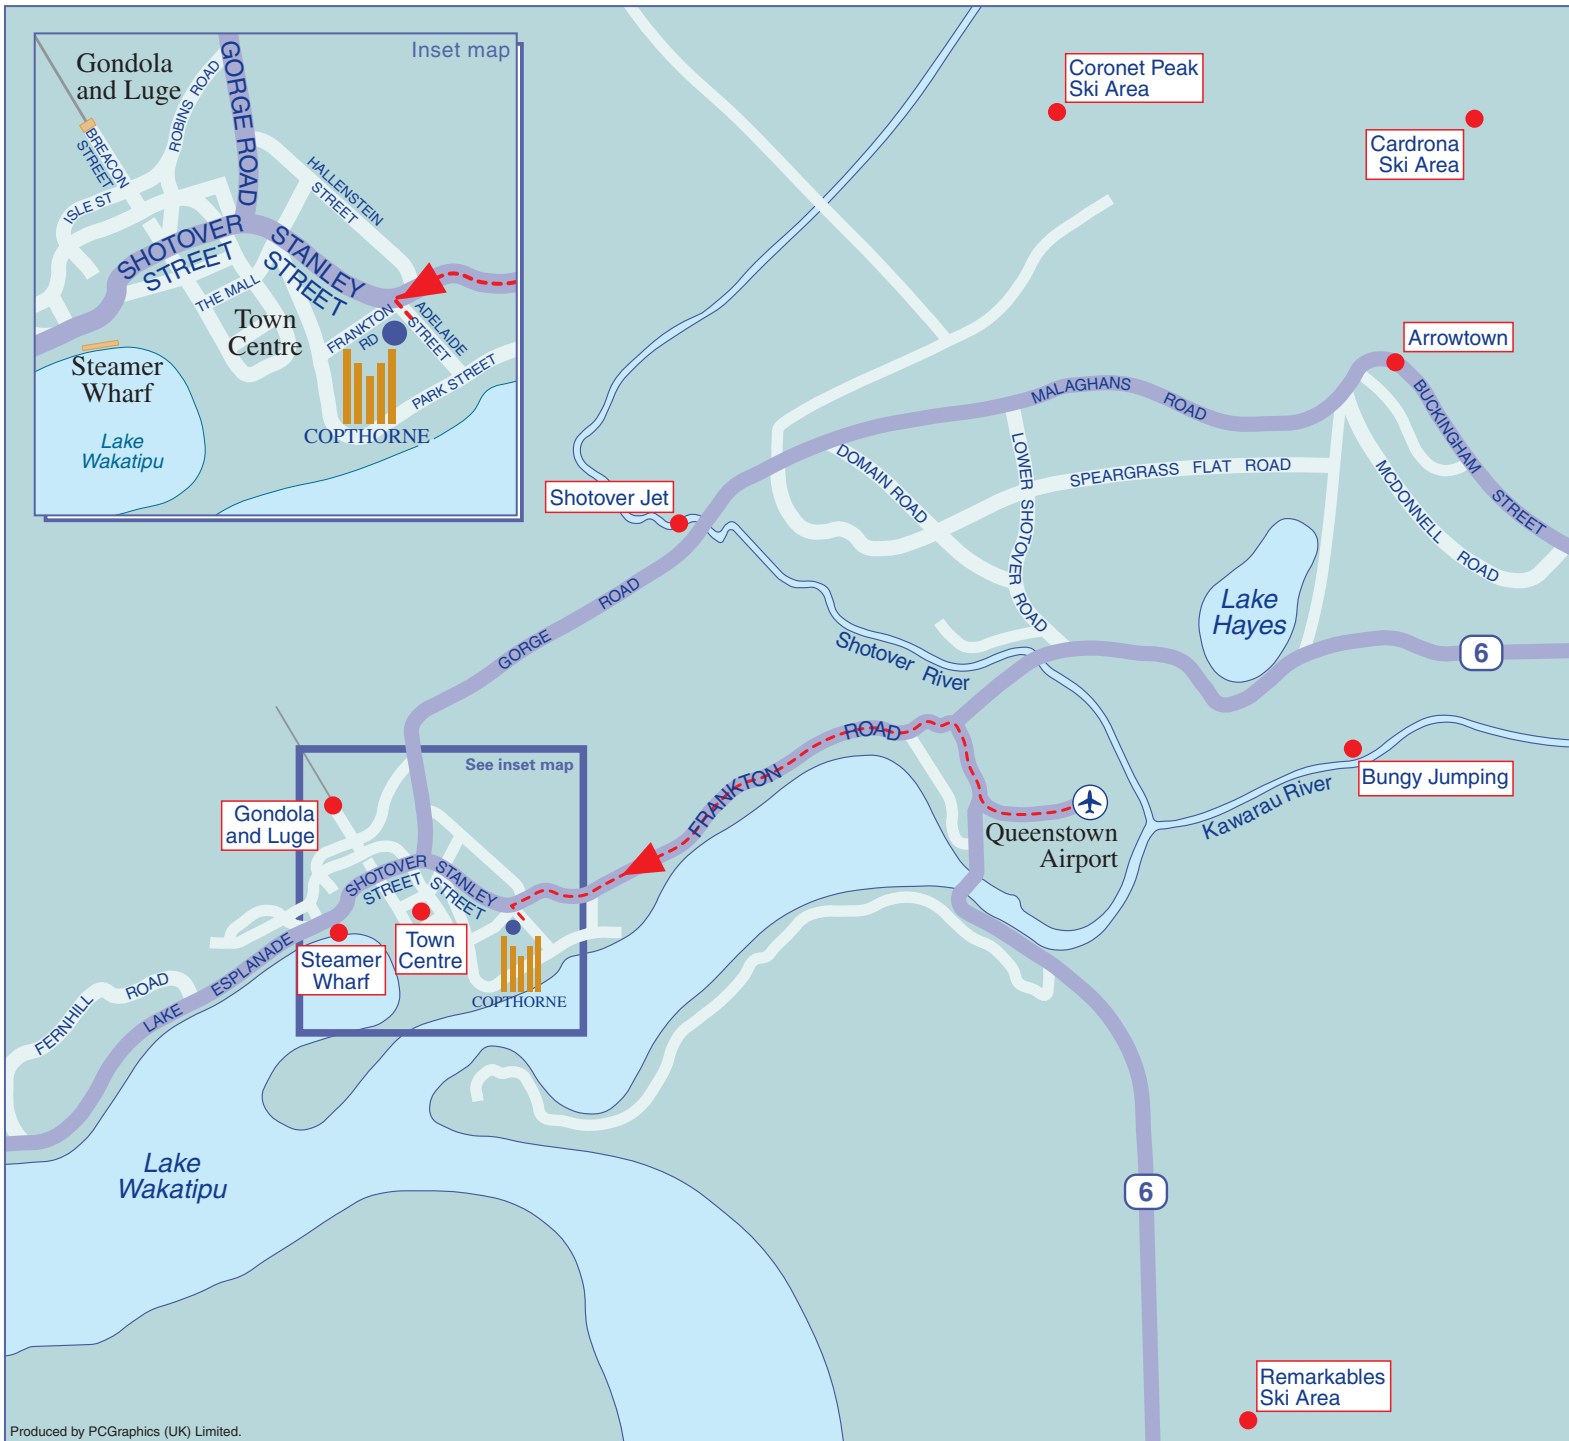 Inset map
Gondola
and Luge
GORGE ROAD
ROBINS ROAD
BREACON
STREET
ISLE ST
HALLENSTEIN
STREET
SHOTOVER
STREET
STANLEY
STREET
THE MALL
Town
Centre
FRANKTON
RD
ADELAIDE
STREET
PARK STREET
Steamer
Wharf
Lake
Wakatipu
COPTHORNE
Coronet Peak
Ski Area
Cardrona
Ski Area
Arrowtown
MALAGHANS ROAD
BUCKINGHAM STREET
DOMAIN ROAD
LOWER SHOTOVER ROAD
SPEARGRASS FLAT ROAD
MCDONNELL ROAD
Shotover Jet
GORGE ROAD
Lake
Hayes
Shotover River
6
See inset map
FRANKTON ROAD
Bungy Jumping
Kawarau River
Queenstown
Airport
Gondola
and Luge
SHOTOVER
STREET
STANLEY
STREET
Town
Centre
Steamer
Wharf
COPTHORNE
LAKE ESPLANADE
FERNHILL ROAD
Lake
Wakatipu
6
Remarkables
Ski Area
Produced by PCGraphics (UK) Limited.